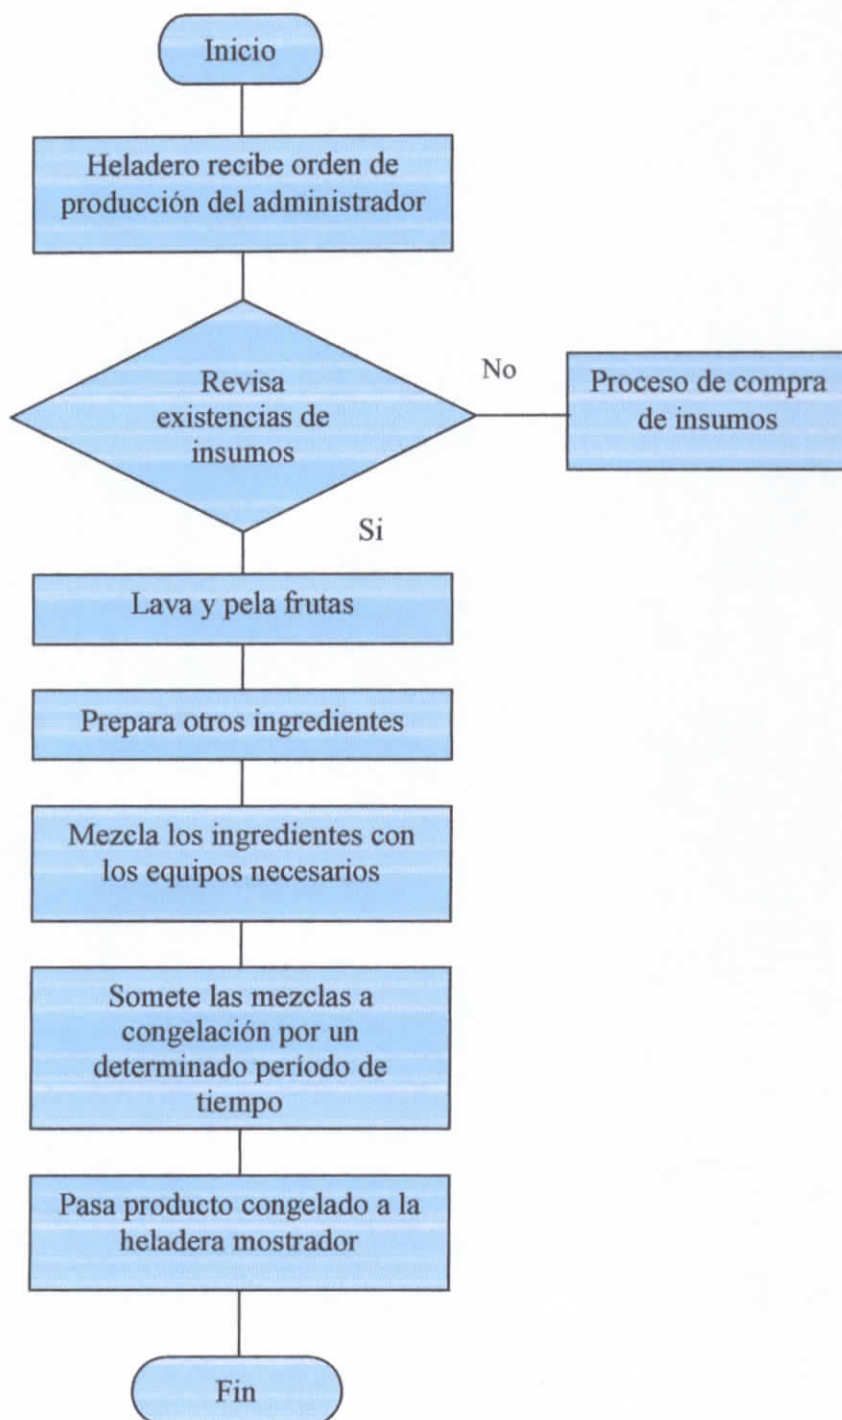 Inicio
Heladero recibe orden de
producción del administrador
Revisa
existencias de
insumos
No
Proceso de compra
de insumos
Si
Lava y pela frutas
Prepara otros ingredientes
Mezcla los ingredientes con
los equipos necesarios
Somete las mezclas a
congelación por un
determinado período de
tiempo
Pasa producto congelado a la
heladera mostrador
Fin